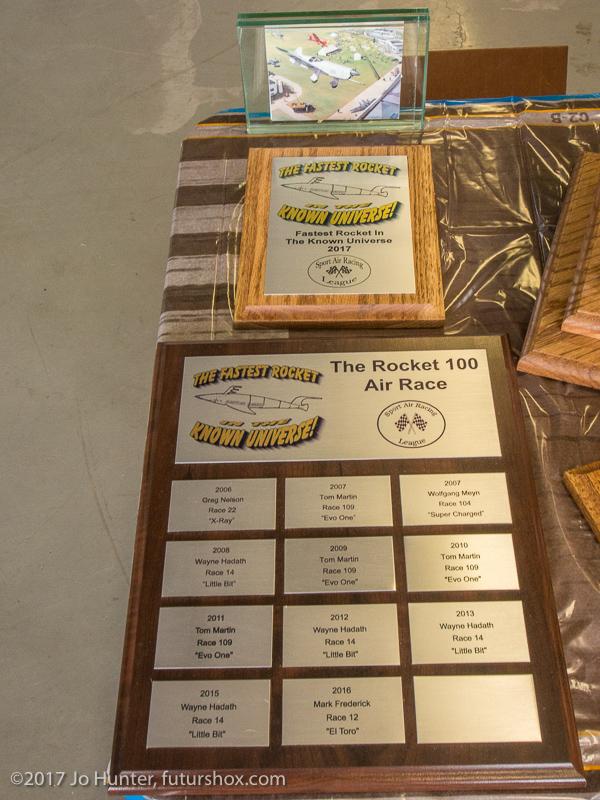 C2-B
THE FASTEST ROCKET
IN THE
KNOWN UNIVERSE!
Fastest Rocket In
The Known Universe
2017
Sport Air Racing
League
THE FASTEST ROCKET
IN THE
KNOWN UNIVERSE!
The Rocket 100
Air Race
Sport Air Racing
League
2006
Greg Nelson
Race 22
"X-Ray"
2007
Tom Martin
Race 109
"Evo One"
2007
Wolfgang Meyn
Race 104
"Super Charged"
2008
Wayne Hadath
Race 14
"Little Bit"
2009
Tom Martin
Race 109
"Evo One"
2010
Tom Martin
Race 109
"Evo One"
2011
Tom Martin
Race 109
"Evo One"
2012
Wayne Hadath
Race 14
"Little Bit"
2013
Wayne Hadath
Race 14
"Little Bit"
2015
Wayne Hadath
Race 14
"Little Bit"
2016
Mark Frederick
Race 12
"El Toro"
©2017 Jo Hunter, futurshox.com